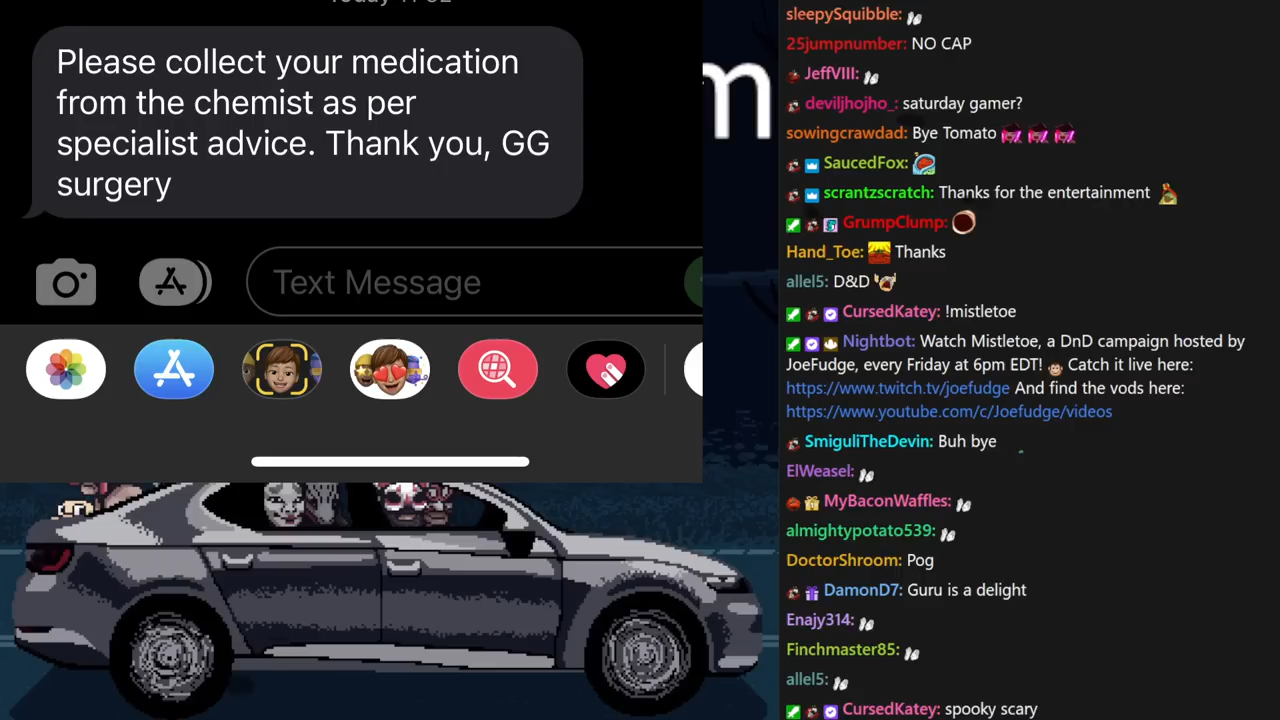 Today 11:52
Please collect your medication
from the chemist as per
specialist advice. Thank you, GG
surgery
Text Message
m
sleepySquibble:
25jumpnumber: NO CAP
JeffVIII:
deviljhojho_: saturday gamer?
sowingcrawdad: Bye Tomato
SaucedFox:
scrantzscratch: Thanks for the entertainment
GrumpClump:
Hand_Toe: Thanks
allel5: D&D
CursedKatey: !mistletoe
Nightbot: Watch Mistletoe, a DnD campaign hosted by
JoeFudge, every Friday at 6pm EDT! Catch it live here:
https://www.twitch.tv/joefudge And find the vods here:
https://www.youtube.com/c/Joefudge/videos
SmiguliTheDevin: Buh bye
ElWeasel:
MyBaconWaffles:
almightypotato539:
DoctorShroom: Pog
DamonD7: Guru is a delight
Enajy314:
Finchmaster85:
allel5:
CursedKatey: spooky scary